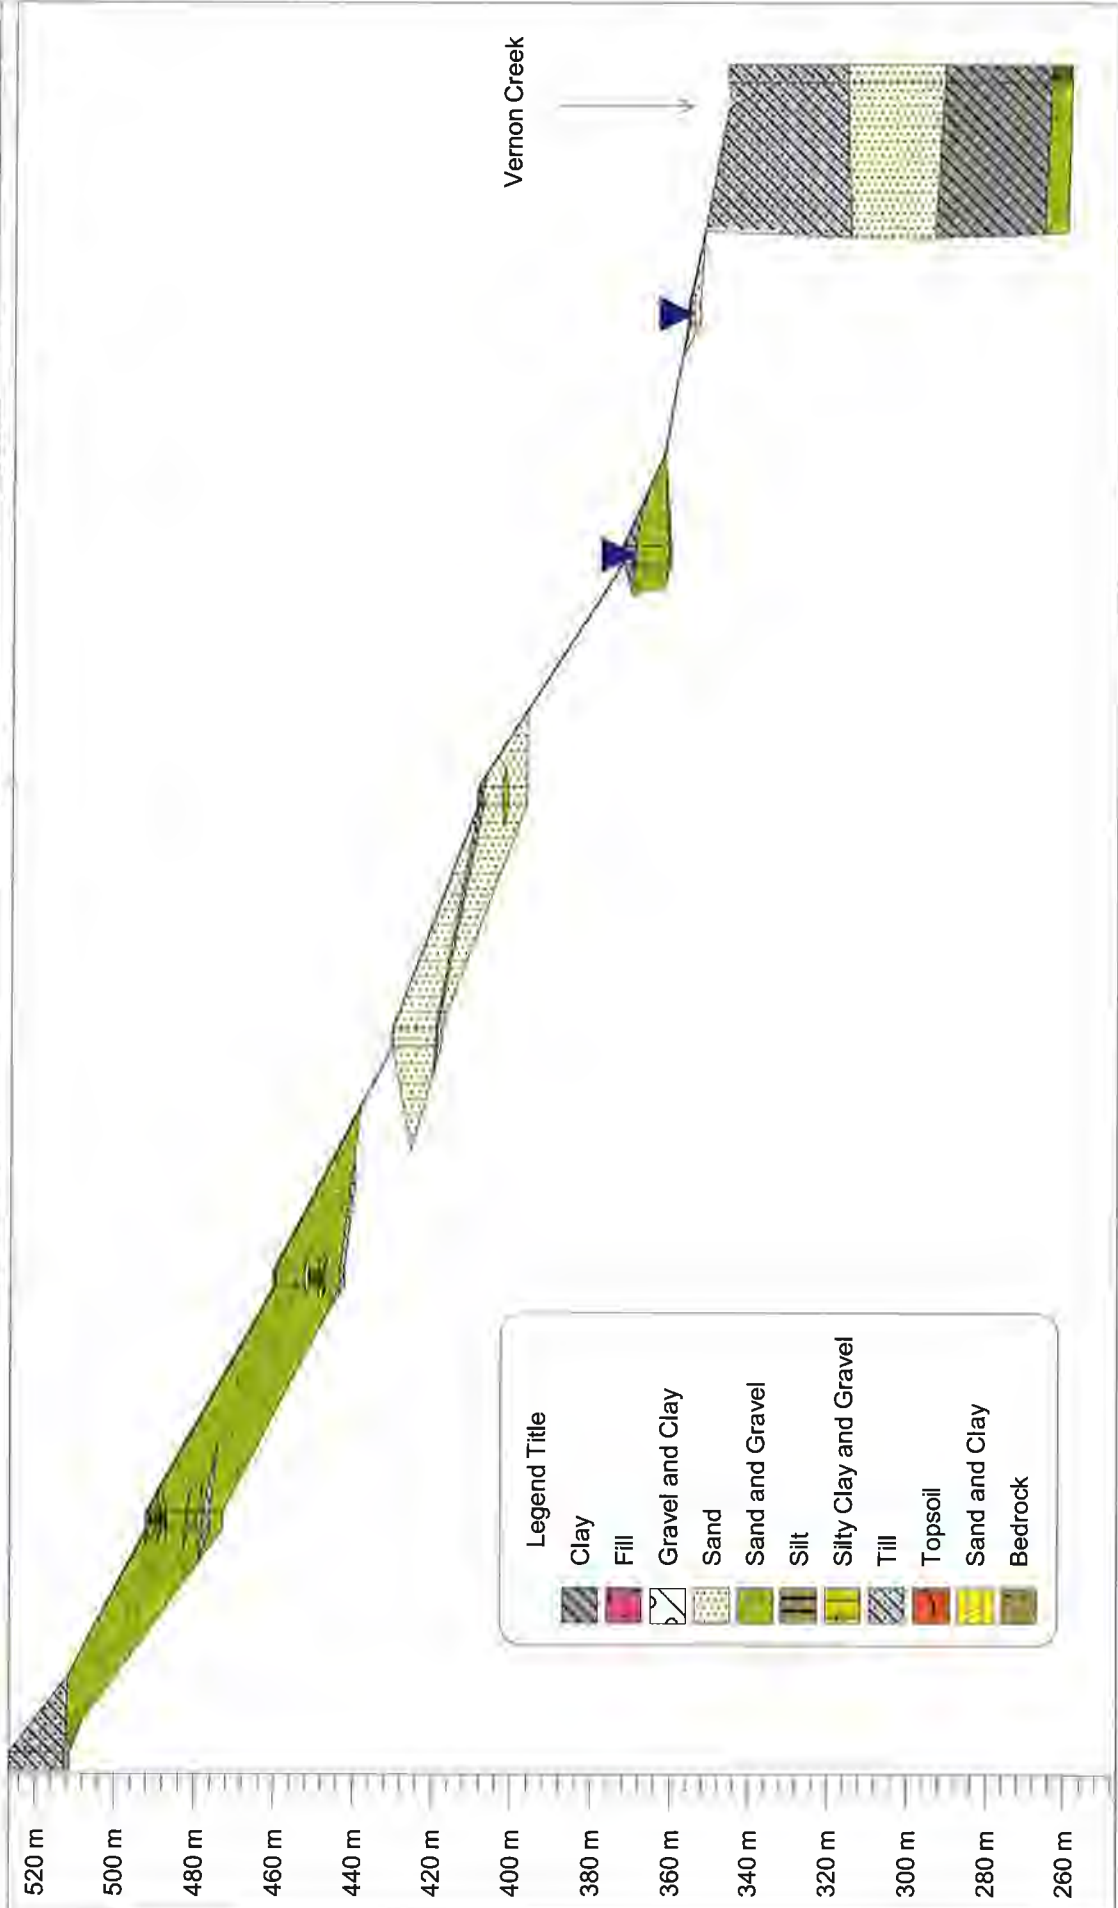 Vernon Creek
520 m
500 m
480 m
460 m
440 m
420 m
400 m
380 m
360 m
340 m
320 m
300 m
280 m
260 m
Legend Title
Clay
Fill
Gravel and Clay
Sand
Sand and Gravel
Silt
Silty Clay and Gravel
Till
Topsoil
Sand and Clay
Bedrock